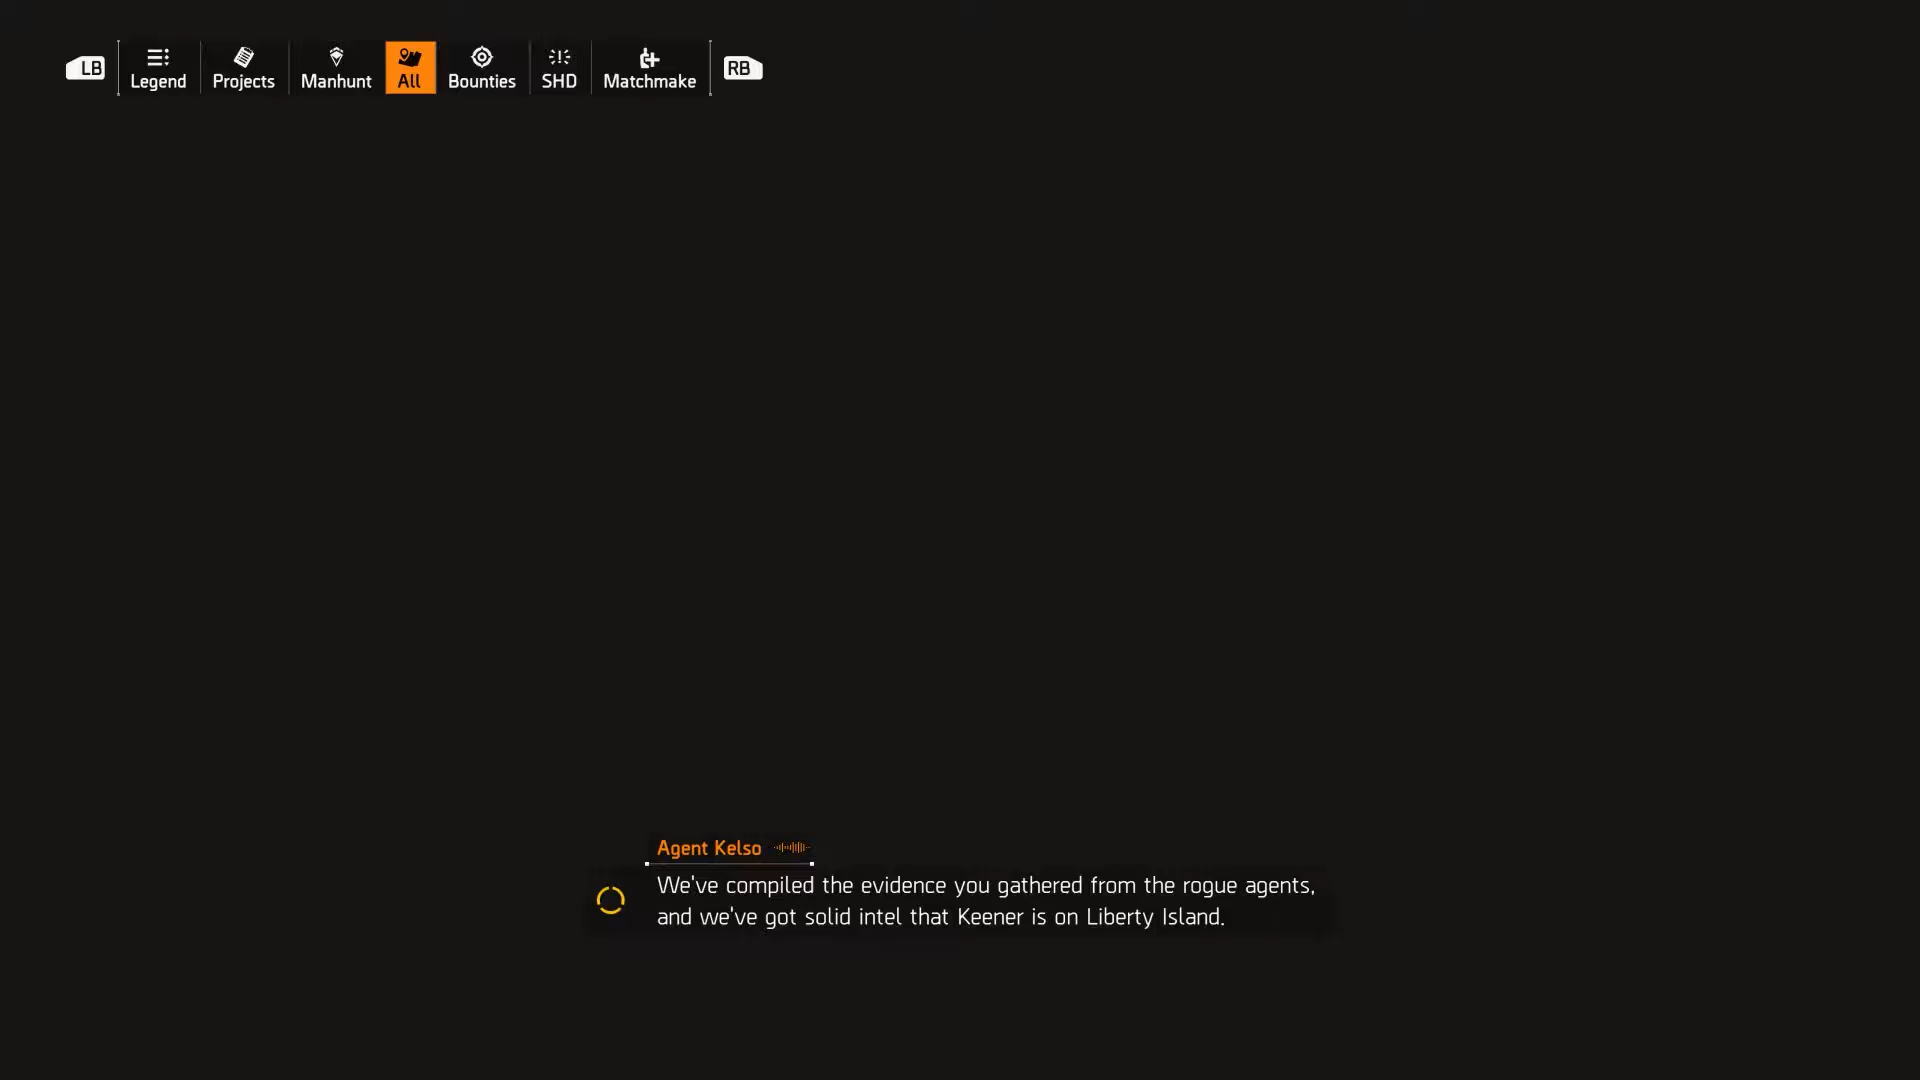 LB Legend Projects Manhunt All Bounties SHD Matchmake RB
Agent Kelso
We've compiled the evidence you gathered from the rogue agents,
and we've got solid intel that Keener is on Liberty Island.